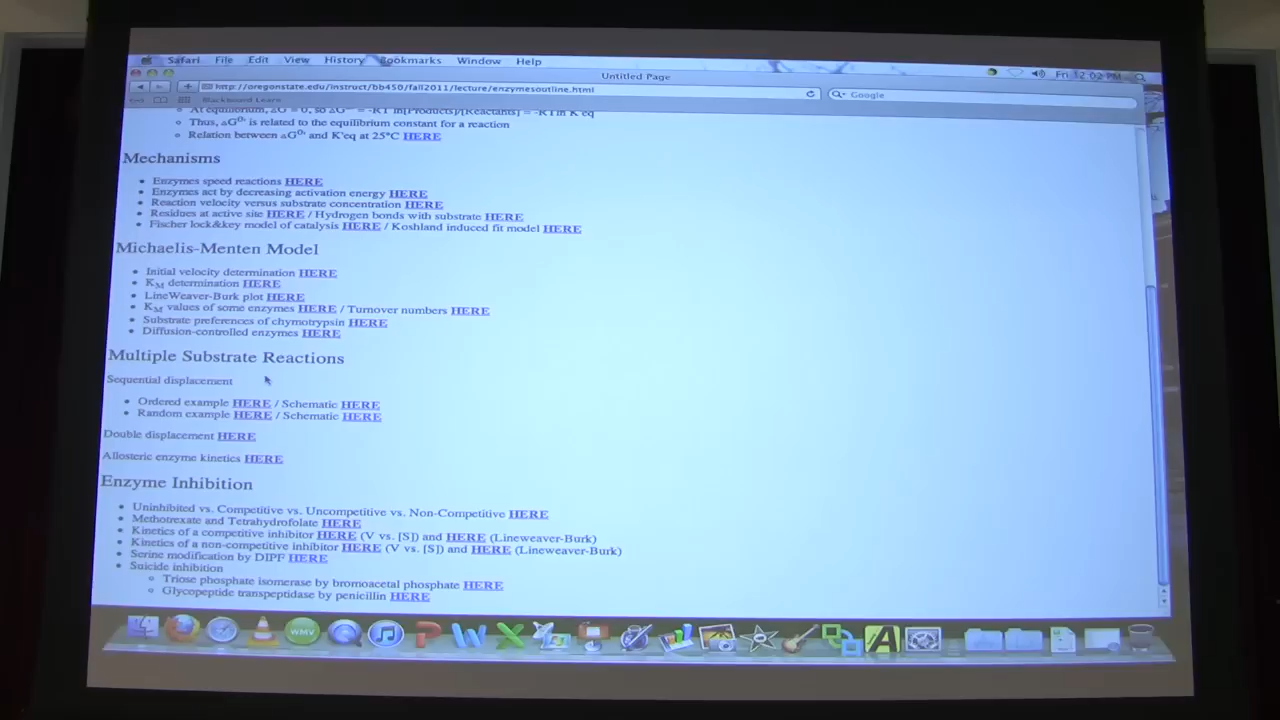 Safari File Edit View History Bookmarks Window Help Fri 12:02 PM
Untitled Page
http://oregonstate.edu/instruct/bb450/fall2011/lecture/enzymesoutline.html Google
Blackboard Learn
Thus, ΔG⁰' is related to the equilibrium constant for a reaction
Relation between ΔG⁰' and K'eq at 25°C HERE
Mechanisms
Enzymes speed reactions HERE
Enzymes act by decreasing activation energy HERE
Reaction velocity versus substrate concentration HERE
Residues at active site HERE / Hydrogen bonds with substrate HERE
Fischer lock&key model of catalysis HERE / Koshland induced fit model HERE
Michaelis-Menten Model
Initial velocity determination HERE
KM determination HERE
LineWeaver-Burk plot HERE
KM values of some enzymes HERE / Turnover numbers HERE
Substrate preferences of chymotrypsin HERE
Diffusion-controlled enzymes HERE
Multiple Substrate Reactions
Sequential displacement
Ordered example HERE / Schematic HERE
Random example HERE / Schematic HERE
Double displacement HERE
Allosteric enzyme kinetics HERE
Enzyme Inhibition
Uninhibited vs. Competitive vs. Uncompetitive vs. Non-Competitive HERE
Methotrexate and Tetrahydrofolate HERE
Kinetics of a competitive inhibitor HERE (V vs. [S]) and HERE (Lineweaver-Burk)
Kinetics of a non-competitive inhibitor HERE (V vs. [S]) and HERE (Lineweaver-Burk)
Serine modification by DIPF HERE
Suicide inhibition
Triose phosphate isomerase by bromoacetal phosphate HERE
Glycopeptide transpeptidase by penicillin HERE
WMV